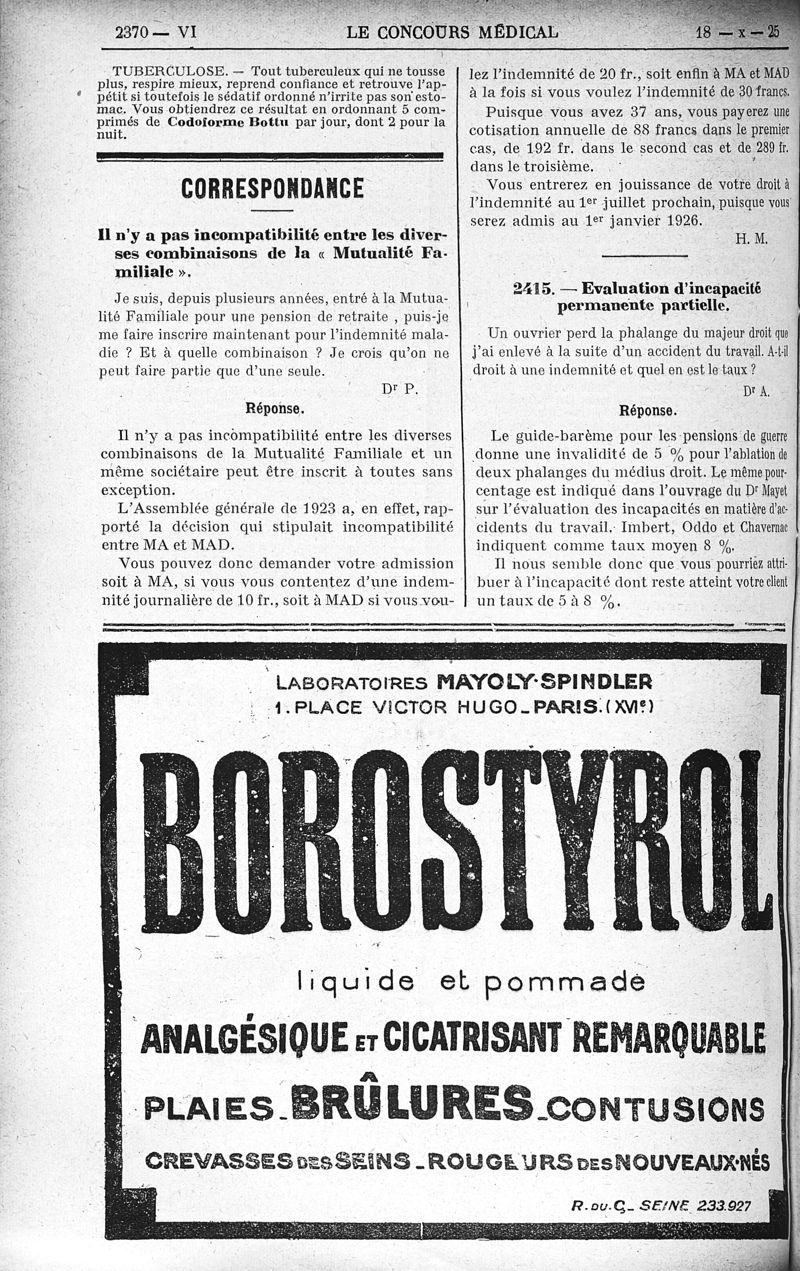 2370 — VI LE CONCOURS MÉDICAL 18 — x — 25
TUBERCULOSE. — Tout tuberculeux qui ne tousse
plus, respire mieux, reprend confiance et retrouve l'ap-
pétit si toutefois le sédatif ordonné n'irrite pas son esto-
mac. Vous obtiendrez ce résultat en ordonnant 5 com-
primés de Codoforme Bottu par jour, dont 2 pour la
nuit.
CORRESPONDANCE
Il n'y a pas incompatibilité entre les diver-
ses combinaisons de la « Mutualité Fa-
miliale ».
Je suis, depuis plusieurs années, entré à la Mutua-
lité Familiale pour une pension de retraite , puis-je
me faire inscrire maintenant pour l'indemnité mala-
die ? Et à quelle combinaison ? Je crois qu'on ne
peut faire partie que d'une seule.
Dr P.
Réponse.
Il n'y a pas incompatibilité entre les diverses
combinaisons de la Mutualité Familiale et un
même sociétaire peut être inscrit à toutes sans
exception.
L'Assemblée générale de 1923 a, en effet, rap-
porté la décision qui stipulait incompatibilité
entre MA et MAD.
Vous pouvez donc demander votre admission
soit à MA, si vous vous contentez d'une indem-
nité journalière de 10 fr., soit à MAD si vous vou-
lez l'indemnité de 20 fr., soit enfin à MA et MAD
à la fois si vous voulez l'indemnité de 30 francs.
Puisque vous avez 37 ans, vous payerez une
cotisation annuelle de 88 francs dans le premier
cas, de 192 fr. dans le second cas et de 289 fr.
dans le troisième.
Vous entrerez en jouissance de votre droit à
l'indemnité au 1er juillet prochain, puisque vous
serez admis au 1er janvier 1926.
H. M.
2415. — Evaluation d'incapacité
permanente partielle.
Un ouvrier perd la phalange du majeur droit que
j'ai enlevé à la suite d'un accident du travail. A-t-il
droit à une indemnité et quel en est le taux ?
Dr A.
Réponse.
Le guide-barème pour les pensions de guerre
donne une invalidité de 5 % pour l'ablation de
deux phalanges du médius droit. Le même pour-
centage est indiqué dans l'ouvrage du Dr Mayet
sur l'évaluation des incapacités en matière d'ac-
cidents du travail. Imbert, Oddo et Chavernac
indiquent comme taux moyen 8 %.
Il nous semble donc que vous pourriez attri-
buer à l'incapacité dont reste atteint votre client
un taux de 5 à 8 %.
LABORATOIRES MAYOLY-SPINDLER
1. PLACE VICTOR HUGO_PARIS.(XVIe)
BOROSTYROL
liquide et pommade
ANALGÉSIQUE ET CICATRISANT REMARQUABLE
PLAIES_BRÛLURES_CONTUSIONS
CREVASSES DES SEINS_ROUGEURS DES NOUVEAUX-NÉS
R. DU. C_ SEINE 233.927